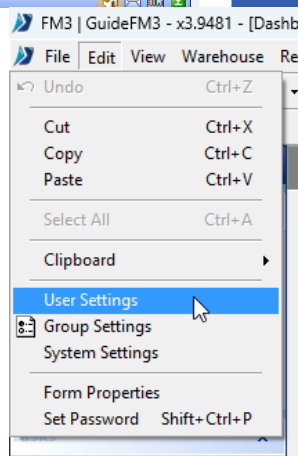 FM3 | GuideFM3 - x3.9481 - [Dashb
File Edit View Warehouse Re
Undo Ctrl+Z
Cut Ctrl+X
Copy Ctrl+C
Paste Ctrl+V
Select All Ctrl+A
Clipboard
User Settings
Group Settings
System Settings
Form Properties
Set Password Shift+Ctrl+P